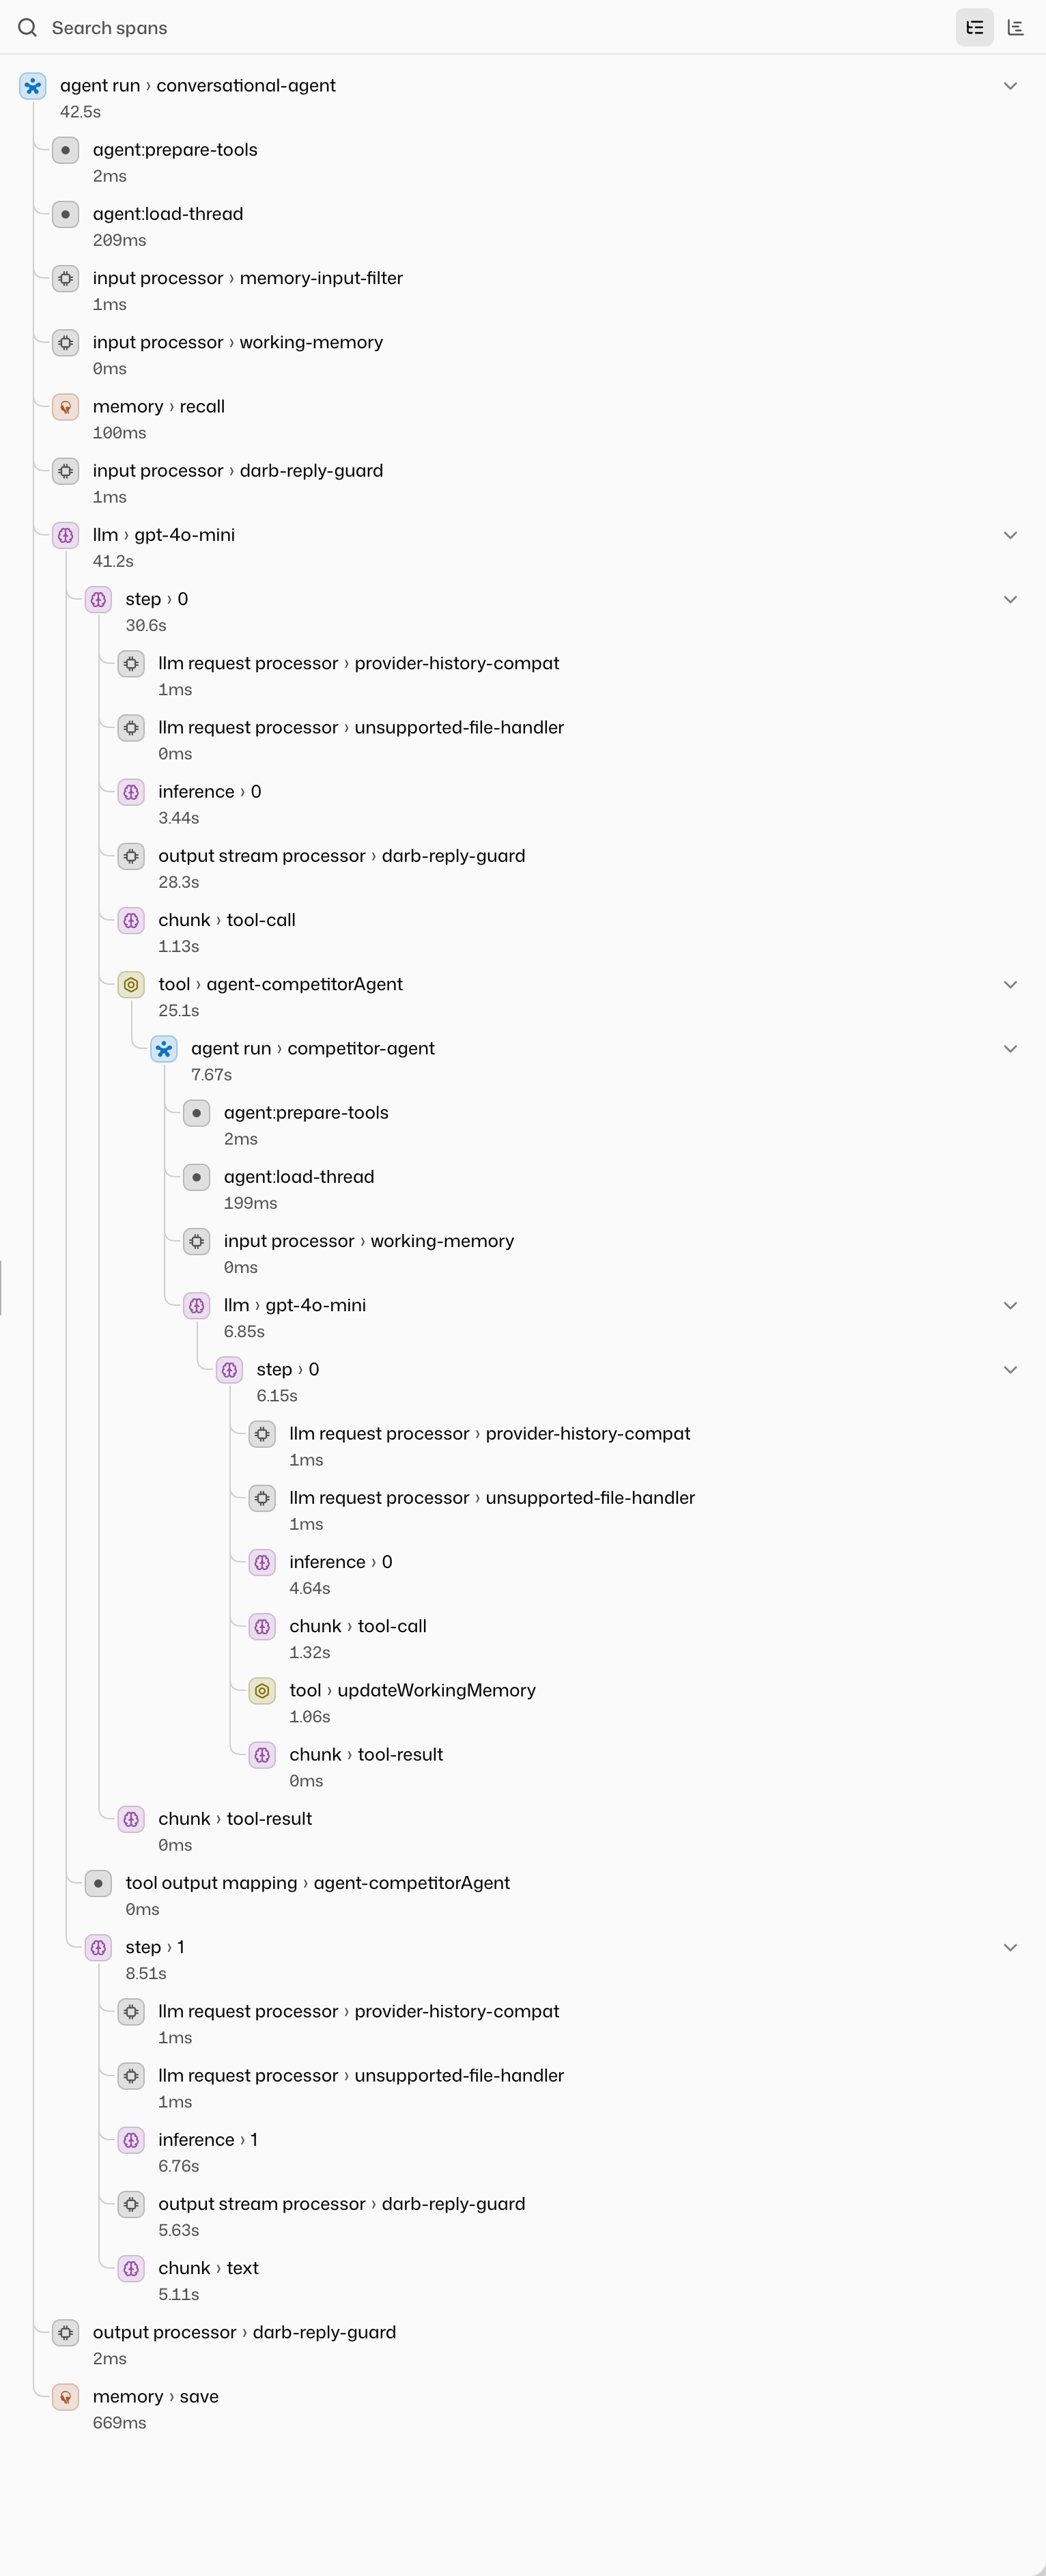 Search spans
agent run › conversational-agent
42.5s
agent:prepare-tools
2ms
agent:load-thread
209ms
input processor › memory-input-filter
1ms
input processor › working-memory
0ms
memory › recall
100ms
input processor › darb-reply-guard
1ms
llm › gpt-4o-mini
41.2s
step › 0
30.6s
llm request processor › provider-history-compat
1ms
llm request processor › unsupported-file-handler
0ms
inference › 0
3.44s
output stream processor › darb-reply-guard
28.3s
chunk › tool-call
1.13s
tool › agent-competitorAgent
25.1s
agent run › competitor-agent
7.67s
agent:prepare-tools
2ms
agent:load-thread
199ms
input processor › working-memory
0ms
llm › gpt-4o-mini
6.85s
step › 0
6.15s
llm request processor › provider-history-compat
1ms
llm request processor › unsupported-file-handler
1ms
inference › 0
4.64s
chunk › tool-call
1.32s
tool › updateWorkingMemory
1.06s
chunk › tool-result
0ms
chunk › tool-result
0ms
tool output mapping › agent-competitorAgent
0ms
step › 1
8.51s
llm request processor › provider-history-compat
1ms
llm request processor › unsupported-file-handler
1ms
inference › 1
6.76s
output stream processor › darb-reply-guard
5.63s
chunk › text
5.11s
output processor › darb-reply-guard
2ms
memory › save
669ms